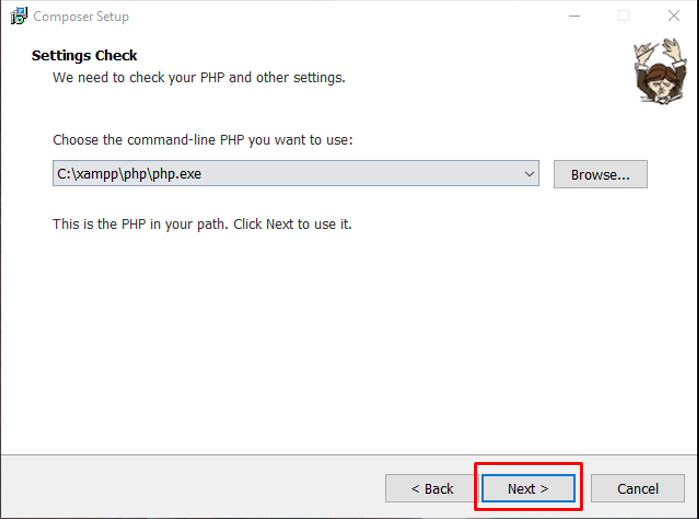 Composer Setup
Settings Check
We need to check your PHP and other settings.
Choose the command-line PHP you want to use:
C:\xampp\php\php.exe
Browse...
This is the PHP in your path. Click Next to use it.
< Back
Next >
Cancel